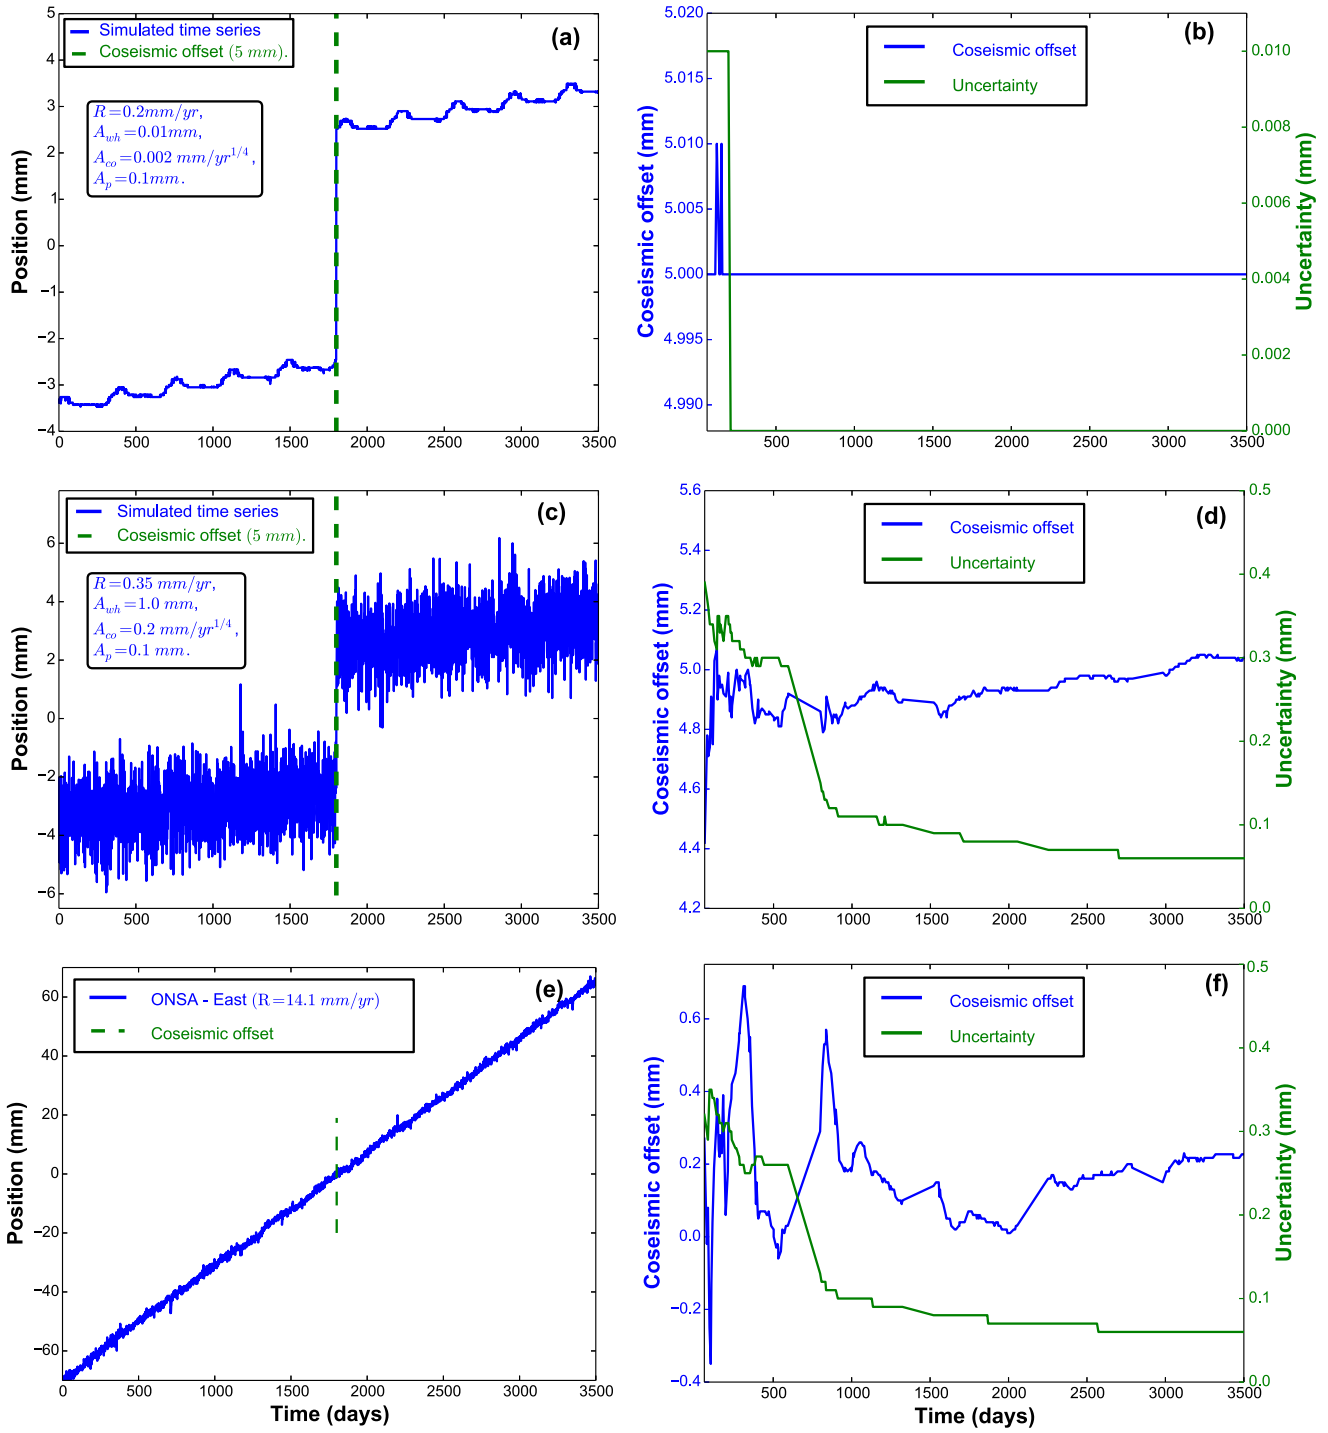 (a)
Simulated time series
Coseismic offset (5 mm).
R=0.2mm/yr,
A_wh=0.01mm,
A_co=0.002 mm/yr^{1/4},
A_p=0.1mm.
Position (mm)
5
4
3
2
1
0
−1
−2
−3
−4
0 500 1000 1500 2000 2500 3000 3500
(b)
Coseismic offset
Uncertainty
Coseismic offset (mm)
5.020
5.015
5.010
5.005
5.000
4.995
4.990
Uncertainty (mm)
0.010
0.008
0.006
0.004
0.002
0.000
500 1000 1500 2000 2500 3000 3500
(c)
Simulated time series
Coseismic offset (5 mm).
R=0.35 mm/yr,
A_wh=1.0 mm,
A_co=0.2 mm/yr^{1/4},
A_p=0.1 mm.
Position (mm)
6
4
2
0
−2
−4
−6
0 500 1000 1500 2000 2500 3000 3500
(d)
Coseismic offset
Uncertainty
Coseismic offset (mm)
5.6
5.4
5.2
5.0
4.8
4.6
4.4
4.2
Uncertainty (mm)
0.5
0.4
0.3
0.2
0.1
0.0
500 1000 1500 2000 2500 3000 3500
(e)
ONSA - East (R=14.1 mm/yr)
Coseismic offset
Position (mm)
60
40
20
0
−20
−40
−60
0 500 1000 1500 2000 2500 3000 3500
Time (days)
(f)
Coseismic offset
Uncertainty
Coseismic offset (mm)
0.6
0.4
0.2
0.0
−0.2
−0.4
Uncertainty (mm)
0.5
0.4
0.3
0.2
0.1
0.0
500 1000 1500 2000 2500 3000 3500
Time (days)